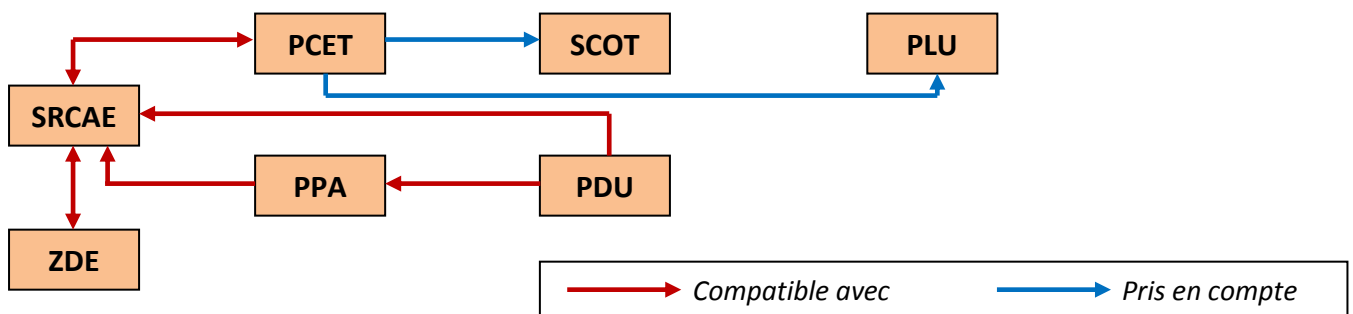 PCET
SCOT
PLU
SRCAE
PPA
PDU
ZDE
Compatible avec
Pris en compte